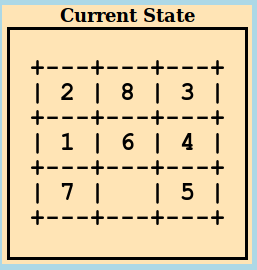 Current State
+---+---+---+
| 2 | 8 | 3 |
+---+---+---+
| 1 | 6 | 4 |
+---+---+---+
| 7 |   | 5 |
+---+---+---+